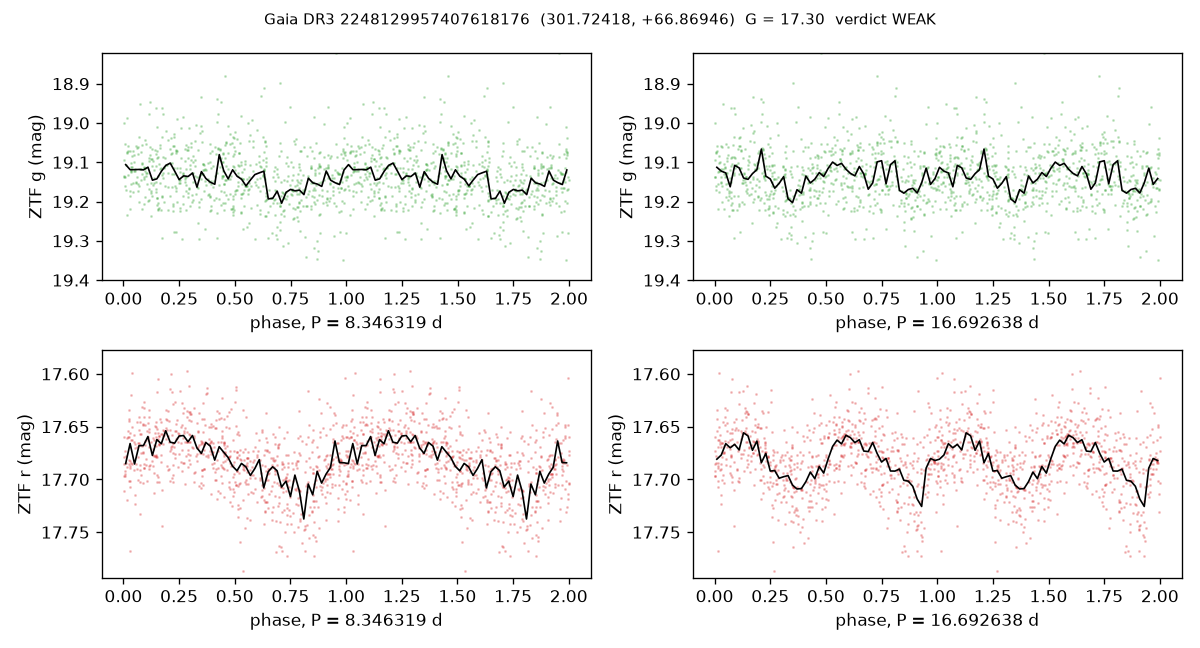 Gaia DR3 2248129957407618176 (301.72418, +66.86946) G = 17.30 verdict WEAK
ZTF g (mag)
18.9
19.0
19.1
19.2
19.3
19.4
0.00 0.25 0.50 0.75 1.00 1.25 1.50 1.75 2.00
phase, P = 8.346319 d
ZTF g (mag)
18.9
19.0
19.1
19.2
19.3
19.4
0.00 0.25 0.50 0.75 1.00 1.25 1.50 1.75 2.00
phase, P = 16.692638 d
ZTF r (mag)
17.60
17.65
17.70
17.75
0.00 0.25 0.50 0.75 1.00 1.25 1.50 1.75 2.00
phase, P = 8.346319 d
ZTF r (mag)
17.60
17.65
17.70
17.75
0.00 0.25 0.50 0.75 1.00 1.25 1.50 1.75 2.00
phase, P = 16.692638 d